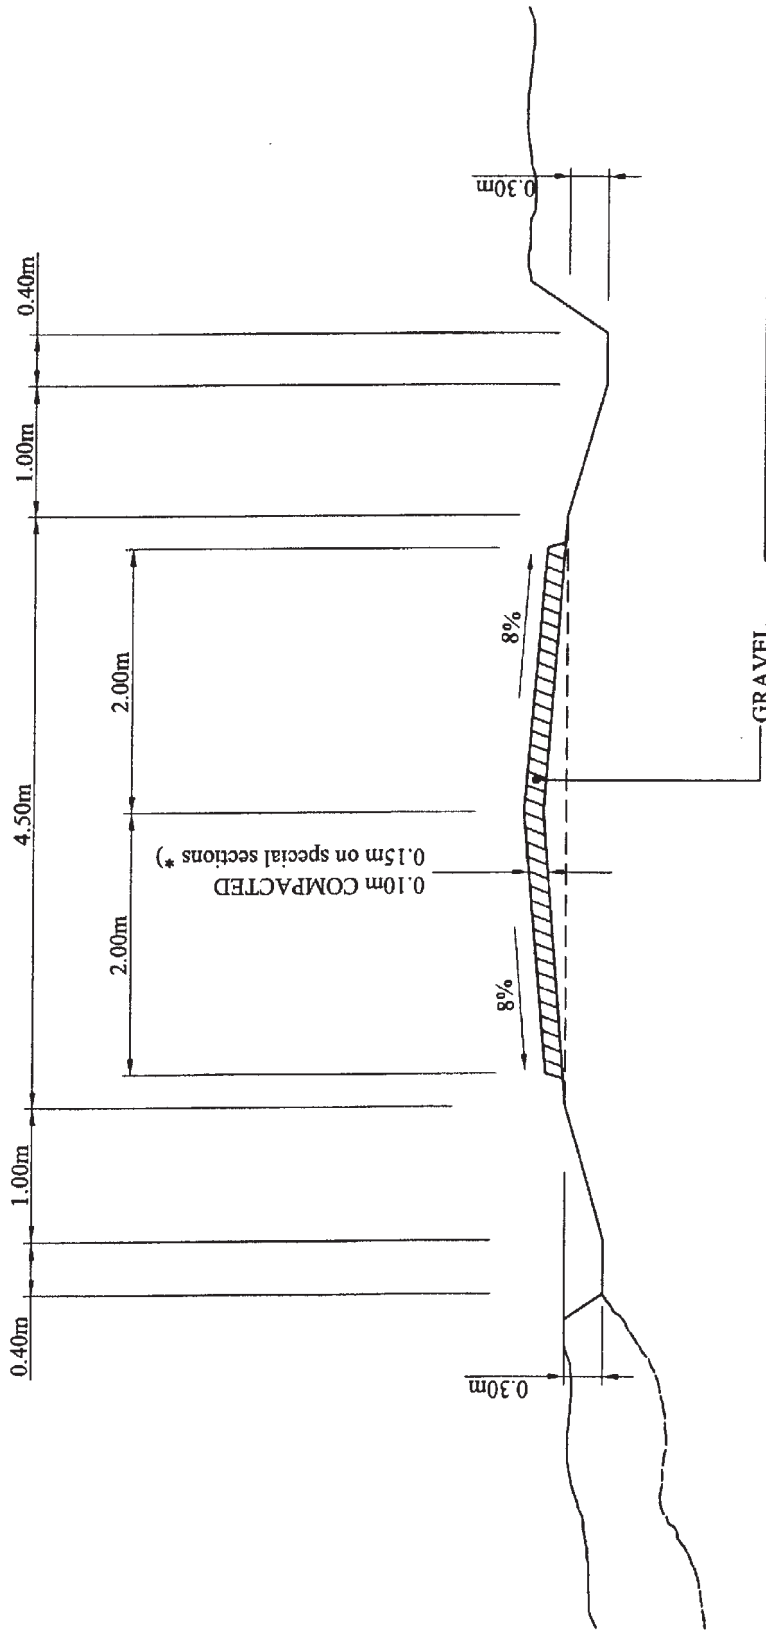 0.40m
1.00m
4.50m
1.00m
0.40m
2.00m
2.00m
0.10m COMPACTED
0.15m on special sections *)
8%
8%
0.30m
0.30m
GRAVEL